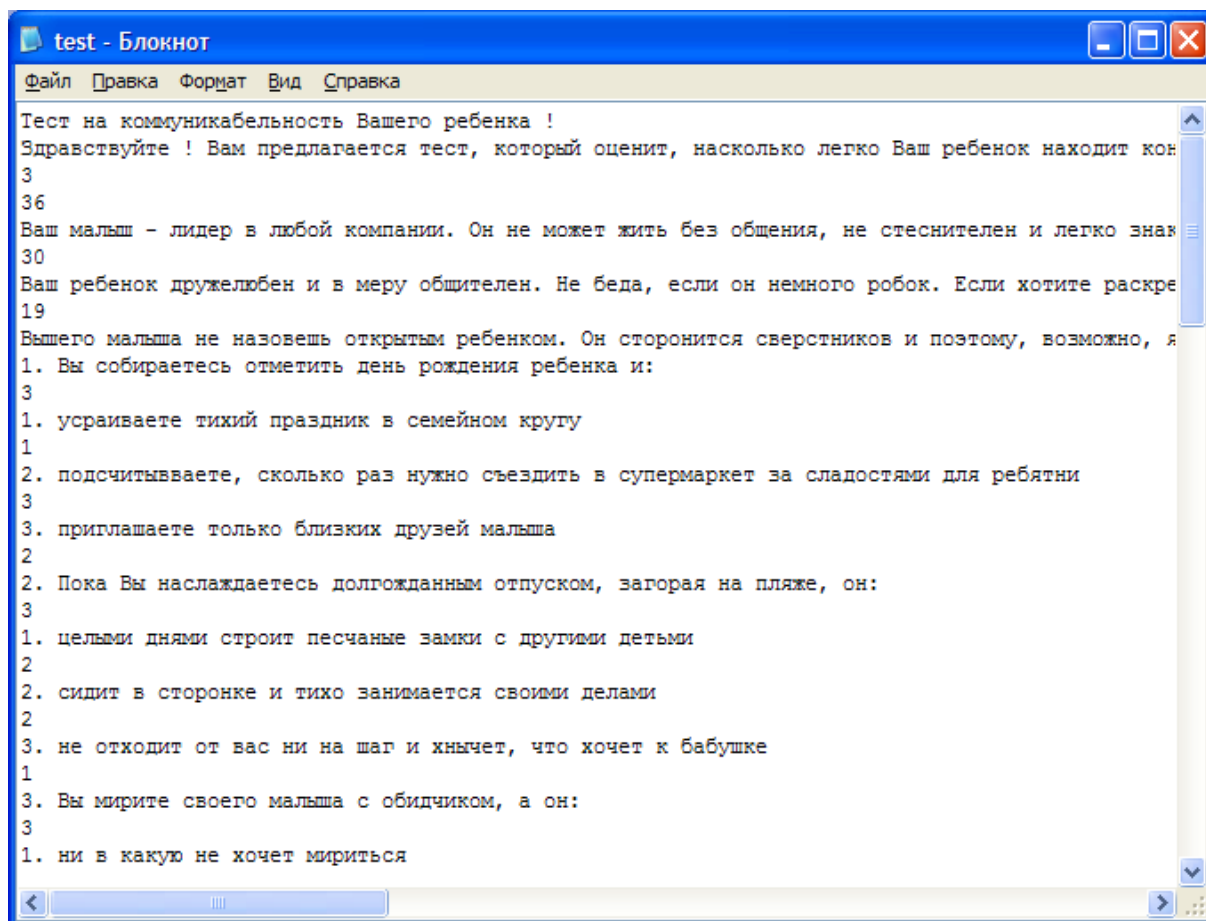 test - Блокнот
Файл Правка Формат Вид Справка
Тест на коммуникабельность Вашего ребенка !
Здравствуйте ! Вам предлагается тест, который оценит, насколько легко Ваш ребенок находит кон
3
36
Ваш малыш - лидер в любой компании. Он не может жить без общения, не стеснителен и легко знак
30
Ваш ребенок дружелюбен и в меру общителен. Не беда, если он немного робок. Если хотите раскре
19
Вышего малыша не назовешь открытым ребенком. Он сторонится сверстников и поэтому, возможно, я
1. Вы собираетесь отметить день рождения ребенка и:
3
1. усраиваете тихий праздник в семейном кругу
1
2. подсчитывваете, сколько раз нужно съездить в супермаркет за сладостями для ребятни
3
3. приглашаете только близких друзей малыша
2
2. Пока Вы наслаждаетесь долгожданным отпуском, загорая на пляже, он:
3
1. целыми днями строит песчаные замки с другими детьми
2
2. сидит в сторонке и тихо занимается своими делами
2
3. не отходит от вас ни на шаг и хнычет, что хочет к бабушке
1
3. Вы мирите своего малыша с обидчиком, а он:
3
1. ни в какую не хочет мириться